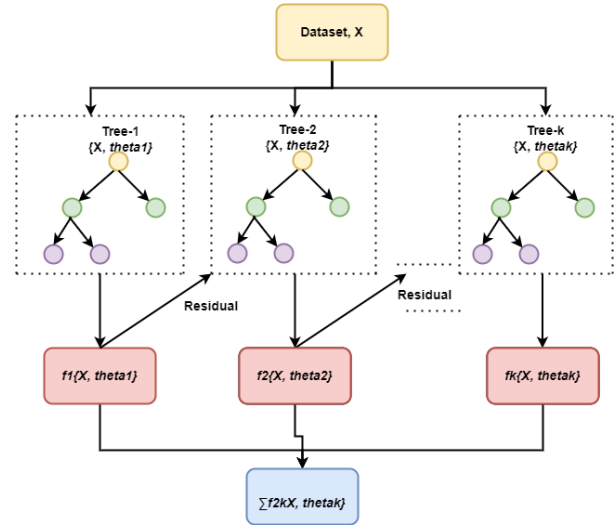 Dataset, X
Tree-1
{X, theta1}
Tree-2
{X, theta2}
Tree-k
{X, thetak}
Residual
Residual
f1{X, theta1}
f2{X, theta2}
fk{X, thetak}
∑f2kX, thetak}